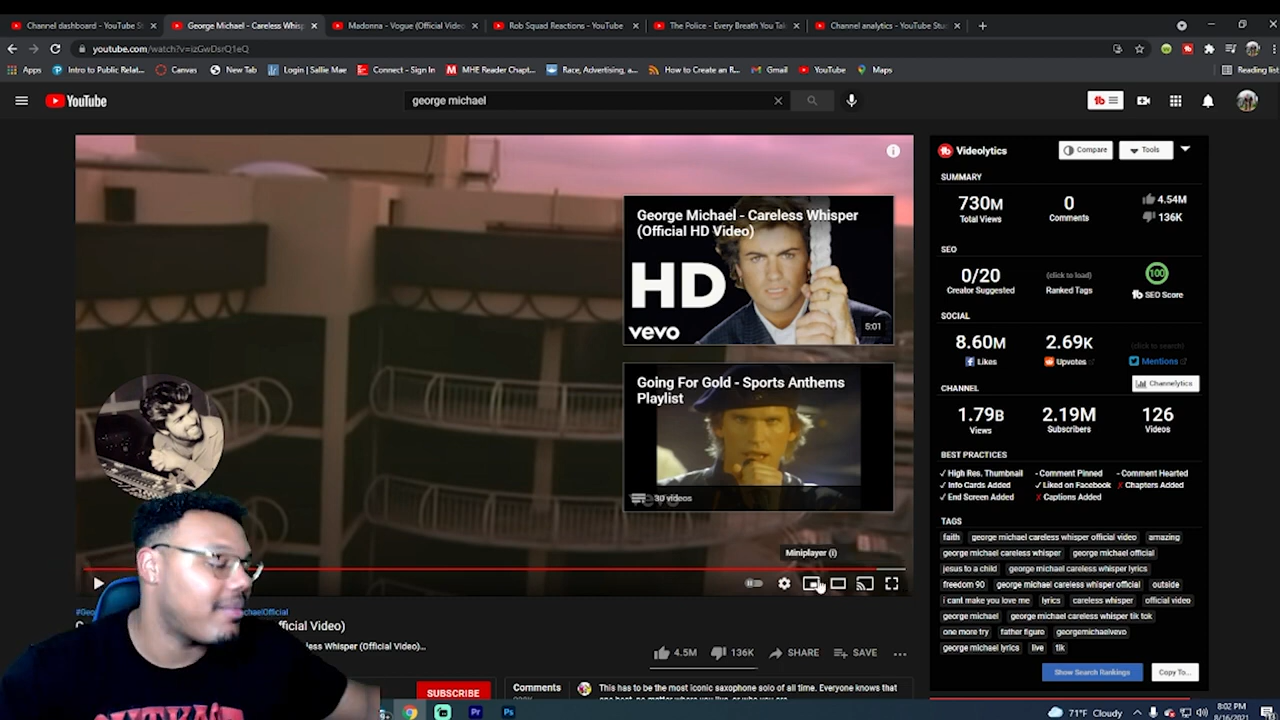 Channel dashboard - YouTube St
George Michael - Careless Whisp
Madonna - Vogue (Official Video)
Rob Squad Reactions - YouTube
The Police - Every Breath You Tak
Channel analytics - YouTube Stu
youtube.com/watch?v=izGwDsrQ1eQ
Apps
Intro to Public Relat...
Canvas
New Tab
Login | Sallie Mae
Connect - Sign In
MHE Reader Chapt...
Race, Advertising, a...
How to Create an R...
Gmail
YouTube
Maps
Reading list
YouTube
george michael
George Michael - Careless Whisper
(Official HD Video)
HD
vevo
5:01
Going For Gold - Sports Anthems
Playlist
30 videos
Miniplayer (i)
ficial Video)
less Whisper (Official Video)...
4.5M
136K
SHARE
SAVE
SUBSCRIBE
Comments
This has to be the most iconic saxophone solo of all time. Everyone knows that
Videolytics
Compare
Tools
SUMMARY
730M
Total Views
0
Comments
4.54M
136K
SEO
0/20
Creator Suggested
(click to load)
Ranked Tags
100
SEO Score
SOCIAL
8.60M
Likes
2.69K
Upvotes
(click to search)
Mentions
CHANNEL
Channelytics
1.79B
Views
2.19M
Subscribers
126
Videos
BEST PRACTICES
✓ High Res. Thumbnail
- Comment Pinned
- Comment Hearted
✓ Info Cards Added
✓ Liked on Facebook
✗ Chapters Added
✓ End Screen Added
✗ Captions Added
TAGS
faith
george michael careless whisper official video
amazing
george michael careless whisper
george michael official
jesus to a child
george michael careless whisper lyrics
freedom 90
george michael careless whisper official
outside
i cant make you love me
lyrics
careless whisper
official video
george michael
george michael careless whisper tik tok
one more try
father figure
georgemichaelvevo
george michael lyrics
live
tik
Show Search Rankings
Copy To...
71°F Cloudy
8:02 PM
8/16/2021